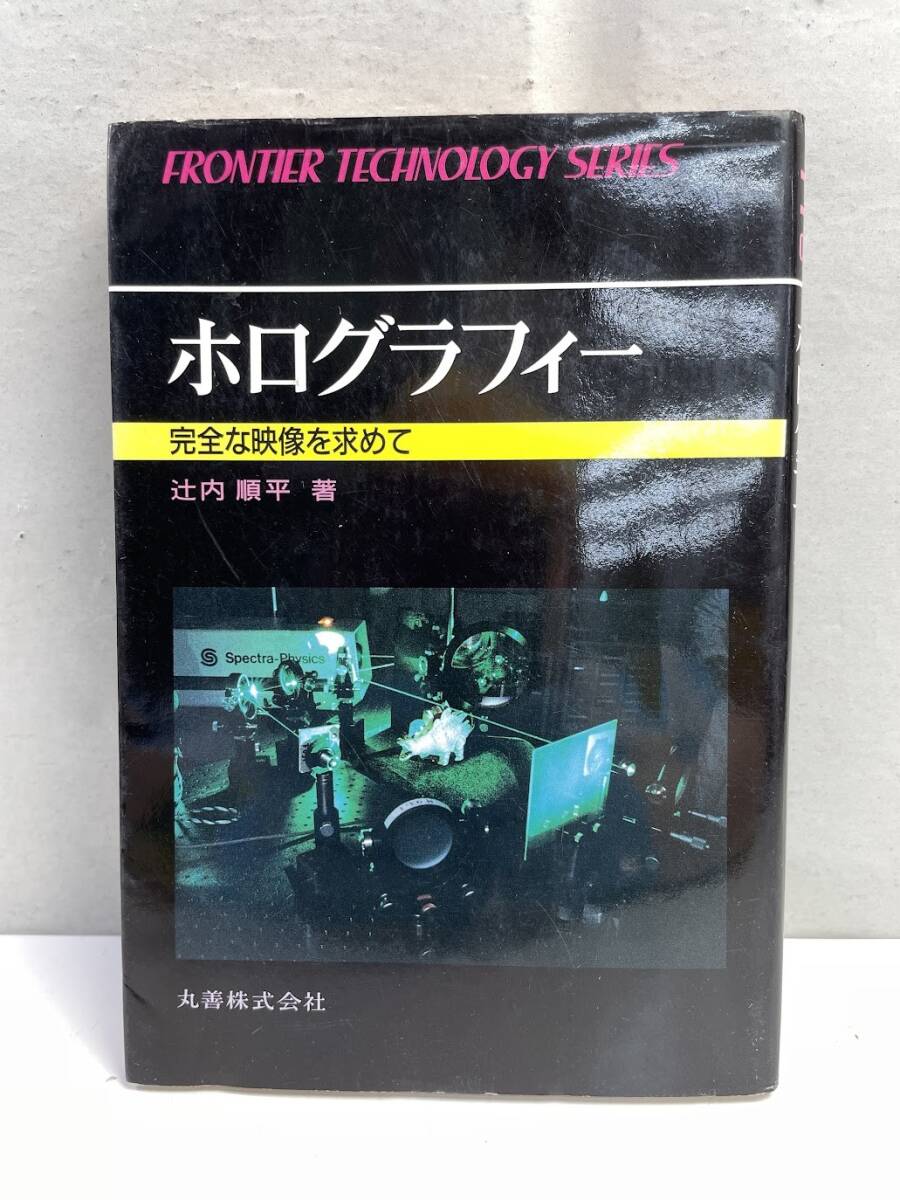 FRONTIER TECHNOLOGY SERIES
ホログラフィー
完全な映像を求めて
辻内 順平 著
Spectra-Physics
丸善株式会社